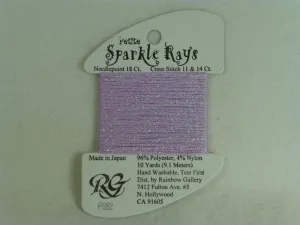 Petite
Sparkle Rays
Needlepoint 18 Ct. Cross Stitch 11 & 14 Ct.
Made in Japan
96% Polyester, 4% Nylon
10 Yards (9.1 Meters)
Hand Washable, Test First
Dist. by Rainbow Gallery
7412 Fulton Ave. #5
N. Hollywood
CA 91605
RG